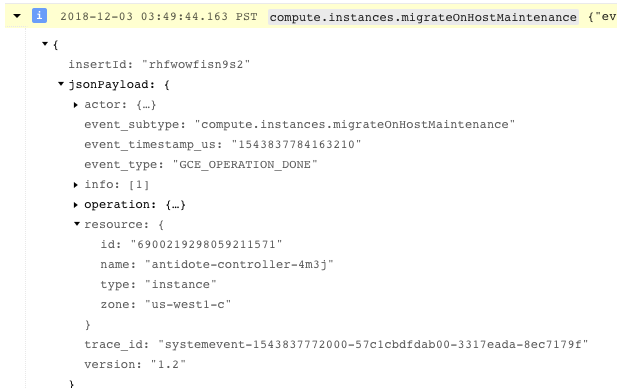 i 2018-12-03 03:49:44.163 PST compute.instances.migrateOnHostMaintenance {"ev
{
insertId: "rhfwowfisn9s2"
jsonPayload: {
actor: {…}
event_subtype: "compute.instances.migrateOnHostMaintenance"
event_timestamp_us: "1543837784163210"
event_type: "GCE_OPERATION_DONE"
info: [1]
operation: {…}
resource: {
id: "6900219298059211571"
name: "antidote-controller-4m3j"
type: "instance"
zone: "us-west1-c"
}
trace_id: "systemevent-1543837772000-57c1cbdfdab00-3317eada-8ec7179f"
version: "1.2"
}